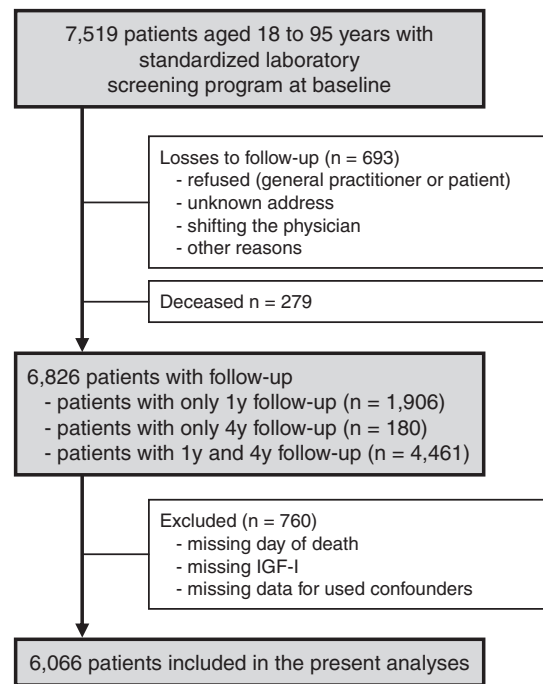 7,519 patients aged 18 to 95 years with
standardized laboratory
screening program at baseline
Losses to follow-up (n = 693)
- refused (general practitioner or patient)
- unknown address
- shifting the physician
- other reasons
Deceased n = 279
6,826 patients with follow-up
- patients with only 1y follow-up (n = 1,906)
- patients with only 4y follow-up (n = 180)
- patients with 1y and 4y follow-up (n = 4,461)
Excluded (n = 760)
- missing day of death
- missing IGF-I
- missing data for used confounders
6,066 patients included in the present analyses